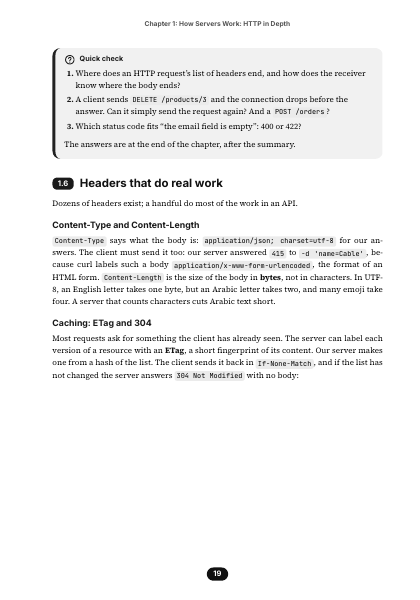 Chapter 1: How Servers Work: HTTP in Depth
? Quick check
1. Where does an HTTP request's list of headers end, and how does the receiver
know where the body ends?
2. A client sends DELETE /products/3 and the connection drops before the
answer. Can it simply send the request again? And a POST /orders?
3. Which status code fits “the email field is empty”: 400 or 422?
The answers are at the end of the chapter, after the summary.
1.6 Headers that do real work
Dozens of headers exist; a handful do most of the work in an API.
Content-Type and Content-Length
Content-Type says what the body is: application/json; charset=utf-8 for our an-
swers. The client must send it too: our server answered 415 to -d 'name=Cable', be-
cause curl labels such a body application/x-www-form-urlencoded, the format of an
HTML form. Content-Length is the size of the body in bytes, not in characters. In UTF-
8, an English letter takes one byte, but an Arabic letter takes two, and many emoji take
four. A server that counts characters cuts Arabic text short.
Caching: ETag and 304
Most requests ask for something the client has already seen. The server can label each
version of a resource with an ETag, a short fingerprint of its content. Our server makes
one from a hash of the list. The client sends it back in If-None-Match, and if the list has
not changed the server answers 304 Not Modified with no body:
19